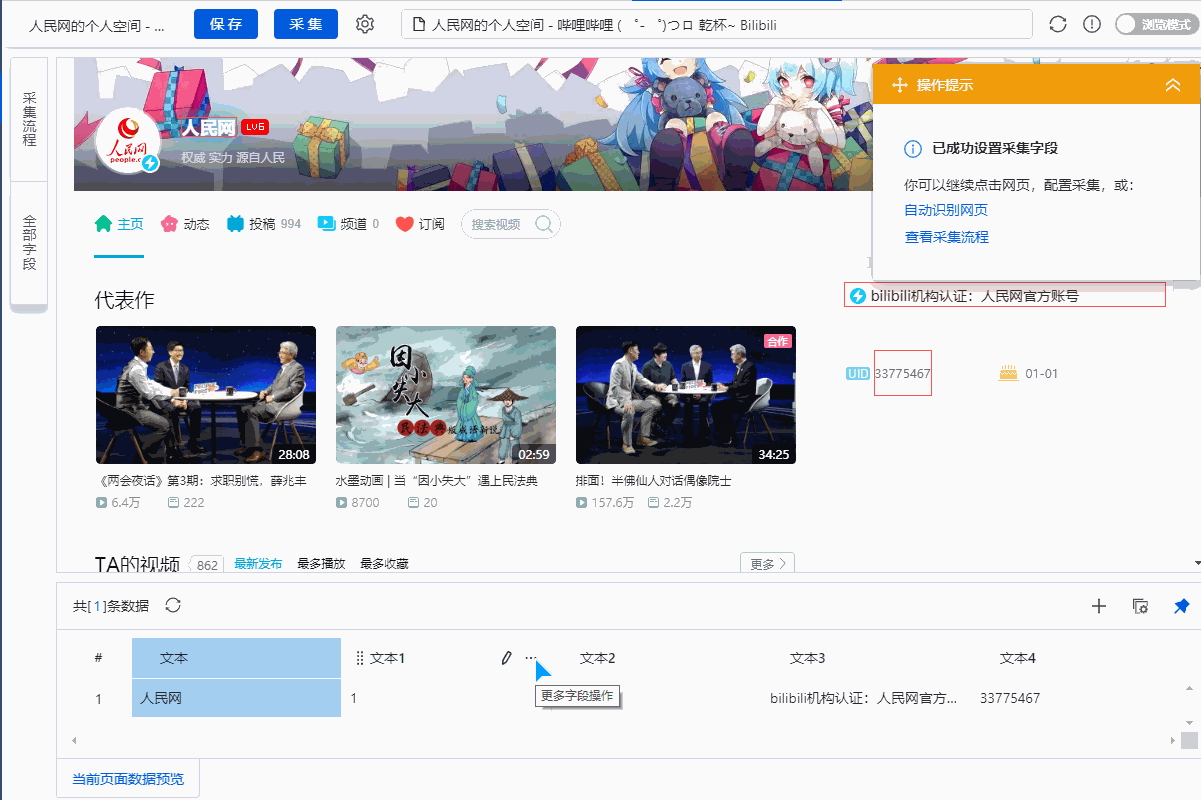 人民网的个人空间 - ...
保存
采集
人民网的个人空间 - 哔哩哔哩 ( ゜- ゜)つロ 乾杯~ Bilibili
浏览模式
采集流程
全部字段
操作提示
已成功设置采集字段
你可以继续点击网页，配置采集，或：
自动识别网页
查看采集流程
人民网
people.c
人民网 LV6
权威 实力 源自人民
主页 动态 投稿 994 频道 0 订阅 搜索视频
代表作
bilibili机构认证：人民网官方账号
UID 33775467 01-01
28:08
因小失大
民法典版成语新说
02:59
合作
34:25
《两会夜话》第3期：求职别慌，薛兆丰
6.4万 222
水墨动画 | 当“因小失大”遇上民法典
8700 20
排面！半佛仙人对话偶像院士
157.6万 2.2万
TA的视频 862 最新发布 最多播放 最多收藏 更多
共[1]条数据
# 文本 文本1 ... 文本2 文本3 文本4
更多字段操作
1 人民网 1 bilibili机构认证：人民网官方... 33775467
当前页面数据预览